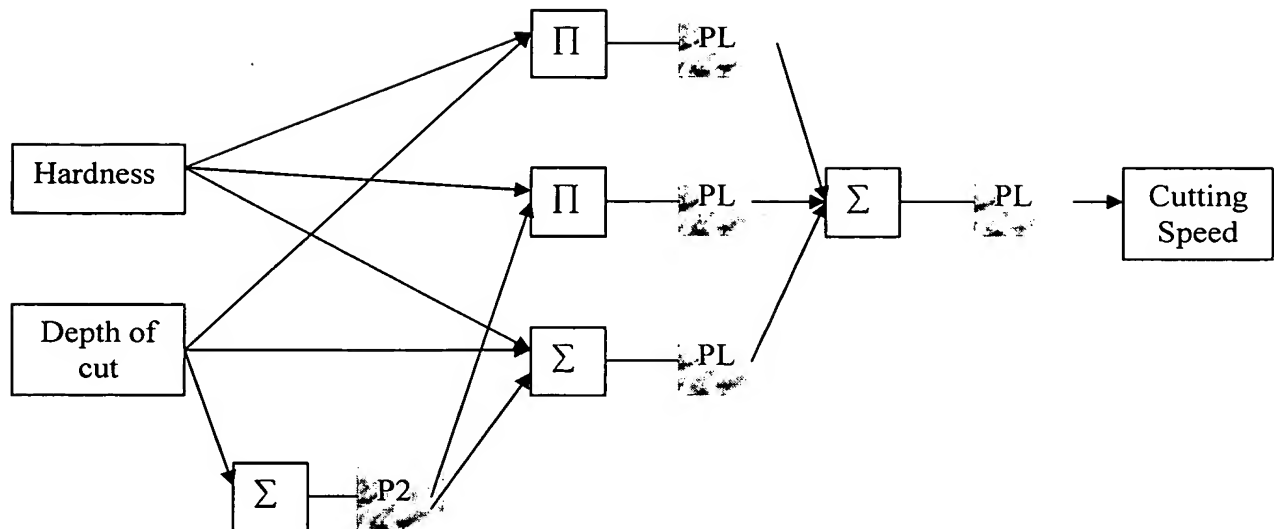 Π PL
Hardness Π PL Σ PL Cutting
Speed
Depth of
cut
Σ PL
Σ P2